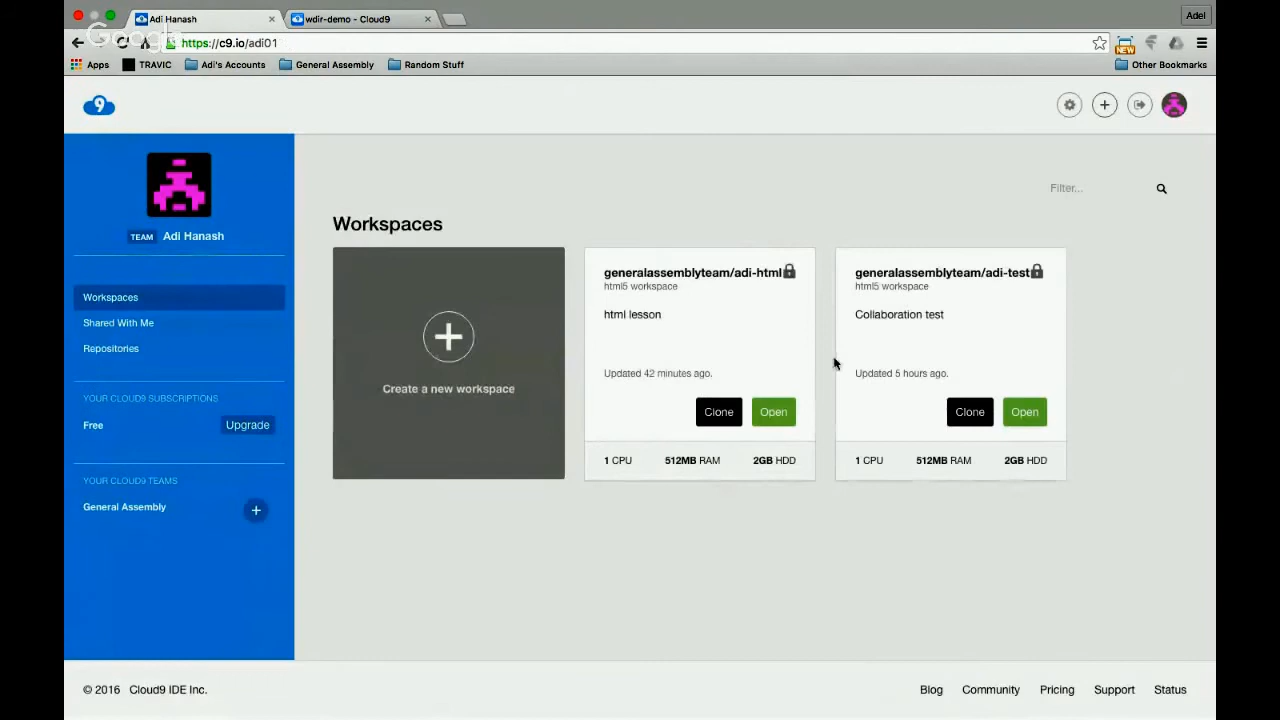 Adi Hanash
wdir-demo - Cloud9
Adel
Google
https://c9.io/adi01
NEW
Apps
TRAVIC
Adi's Accounts
General Assembly
Random Stuff
Other Bookmarks
9
TEAM Adi Hanash
Workspaces
Shared With Me
Repositories
YOUR CLOUD9 SUBSCRIPTIONS
Free
Upgrade
YOUR CLOUD9 TEAMS
General Assembly
Filter...
Workspaces
Create a new workspace
generalassemblyteam/adi-html
html5 workspace
html lesson
Updated 42 minutes ago.
Clone
Open
1 CPU
512MB RAM
2GB HDD
generalassemblyteam/adi-test
html5 workspace
Collaboration test
Updated 5 hours ago.
Clone
Open
1 CPU
512MB RAM
2GB HDD
© 2016 Cloud9 IDE Inc.
Blog
Community
Pricing
Support
Status